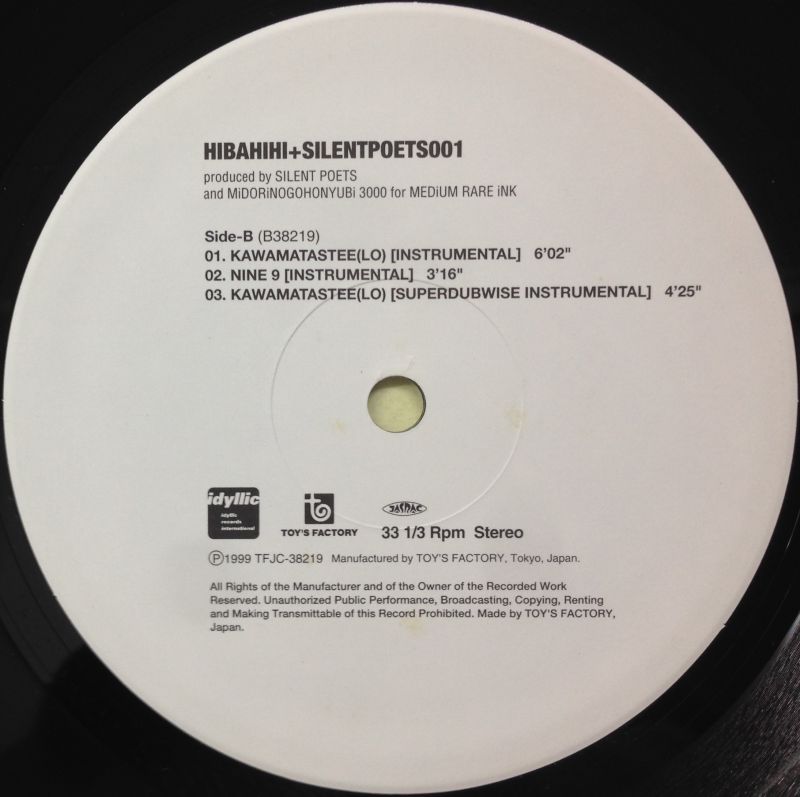 HIBAHIHI+SILENTPOETS001
produced by SILENT POETS
and MiDORiNOGOHONYUBi 3000 for MEDiUM RARE iNK
Side-B (B38219)
01. KAWAMATASTEE(LO) [INSTRUMENTAL] 6'02"
02. NINE 9 [INSTRUMENTAL] 3'16"
03. KAWAMATASTEE(LO) [SUPERDUBWISE INSTRUMENTAL] 4'25"
idyllic
idyllic
records
international
TOY'S FACTORY
JASRAC
33 1/3 Rpm Stereo
Ⓟ1999 TFJC-38219 Manufactured by TOY'S FACTORY, Tokyo, Japan.
All Rights of the Manufacturer and of the Owner of the Recorded Work
Reserved. Unauthorized Public Performance, Broadcasting, Copying, Renting
and Making Transmittable of this Record Prohibited. Made by TOY'S FACTORY,
Japan.